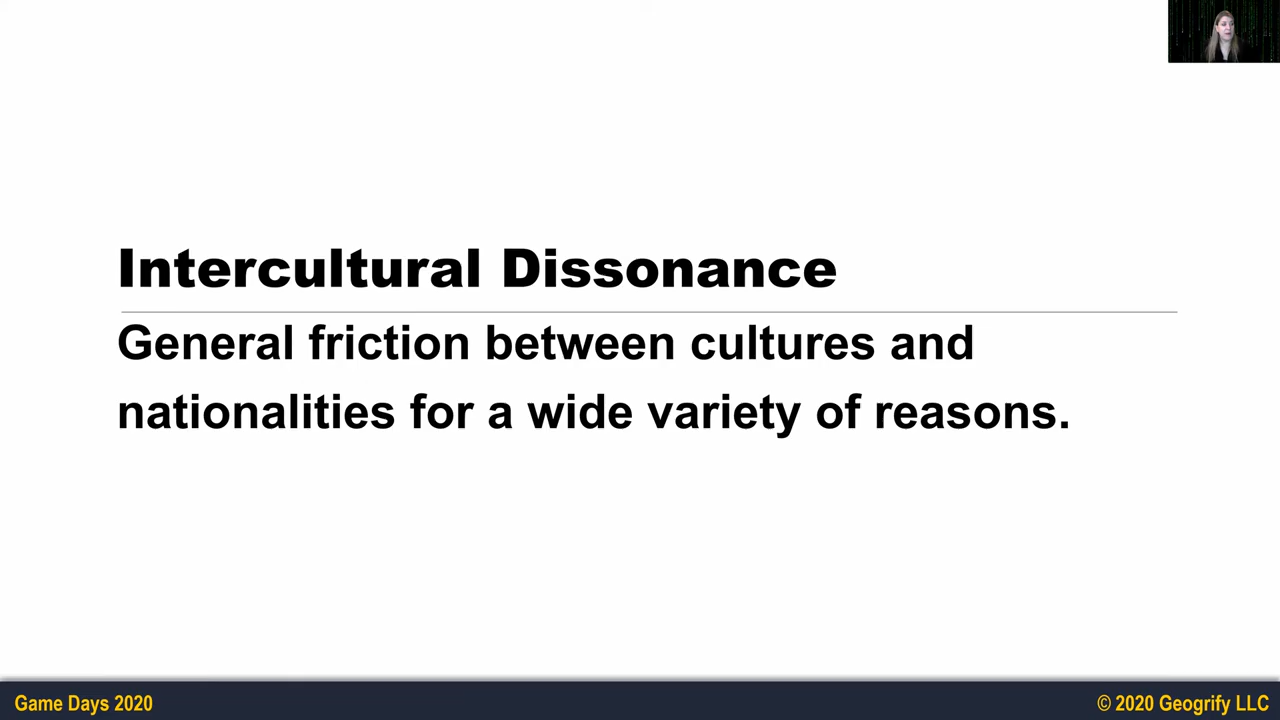 Intercultural Dissonance
General friction between cultures and
nationalities for a wide variety of reasons.
Game Days 2020
© 2020 Geogrify LLC